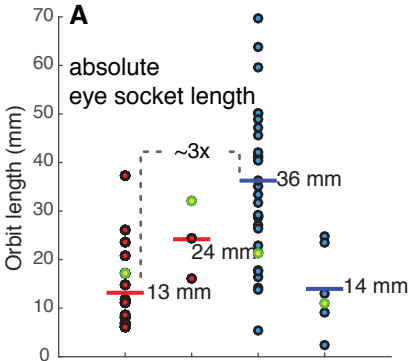 A
absolute
eye socket length
Orbit length (mm)
70
60
50
40
30
20
10
0
~3x
36 mm
24 mm
13 mm
14 mm